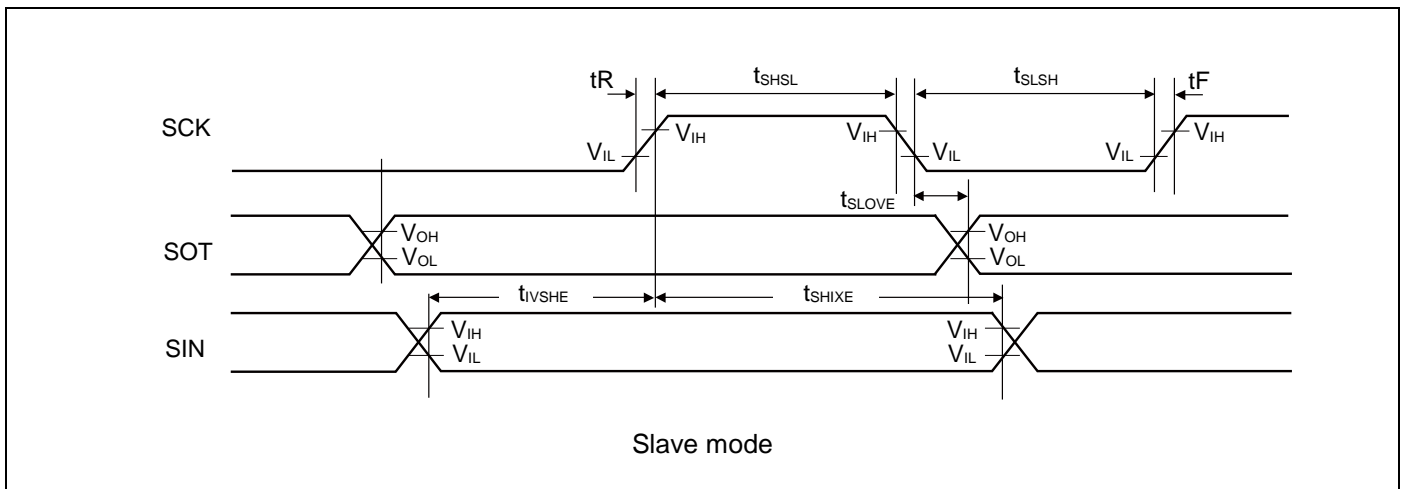 tR tSHSL tSLSH tF
SCK
VIH VIH VIH
VIL VIL VIL
tSLOVE
SOT
VOH VOH
VOL VOL
tIVSHE tSHIXE
SIN
VIH VIH
VIL VIL
Slave mode